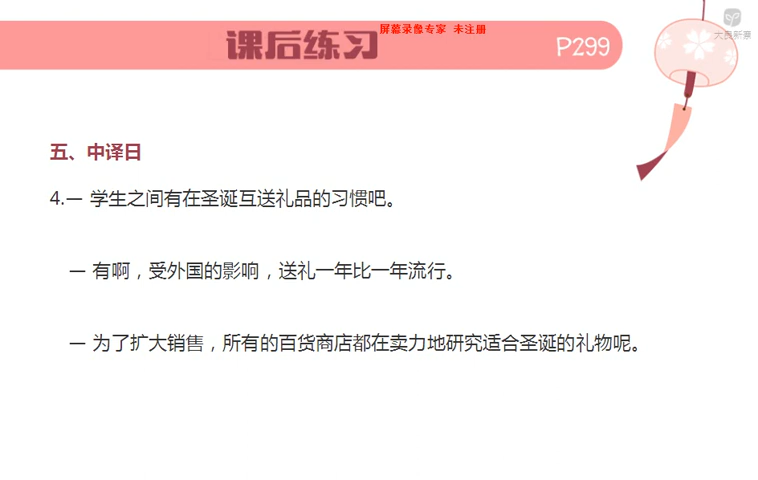 屏幕录像专家 未注册
大良新景
课后练习
P299
五、中译日
4.— 学生之间有在圣诞互送礼品的习惯吧。
— 有啊，受外国的影响，送礼一年比一年流行。
— 为了扩大销售，所有的百货商店都在卖力地研究适合圣诞的礼物呢。